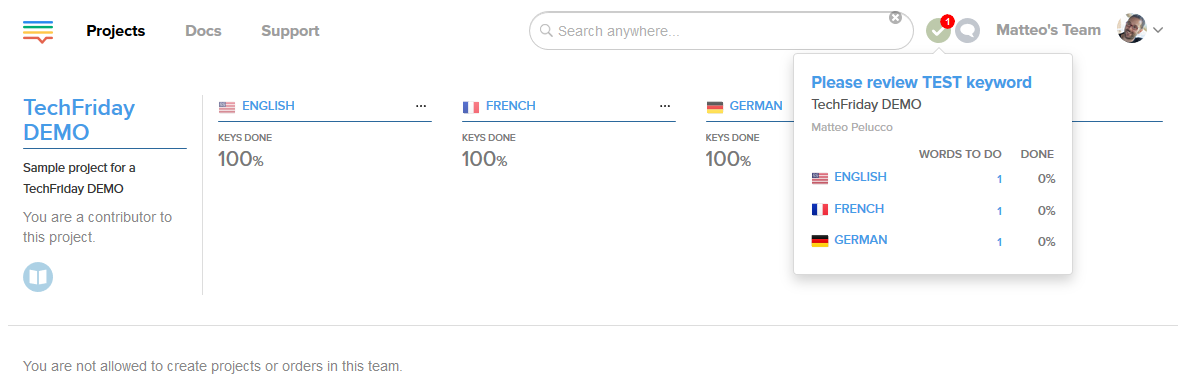 Projects Docs Support Search anywhere... 1 Matteo's Team
TechFriday
DEMO
Sample project for a
TechFriday DEMO
You are a contributor to
this project.
ENGLISH ...
KEYS DONE
100%
FRENCH ...
KEYS DONE
100%
GERMAN
KEYS DONE
100%
Please review TEST keyword
TechFriday DEMO
Matteo Pelucco
WORDS TO DO DONE
ENGLISH 1 0%
FRENCH 1 0%
GERMAN 1 0%
You are not allowed to create projects or orders in this team.